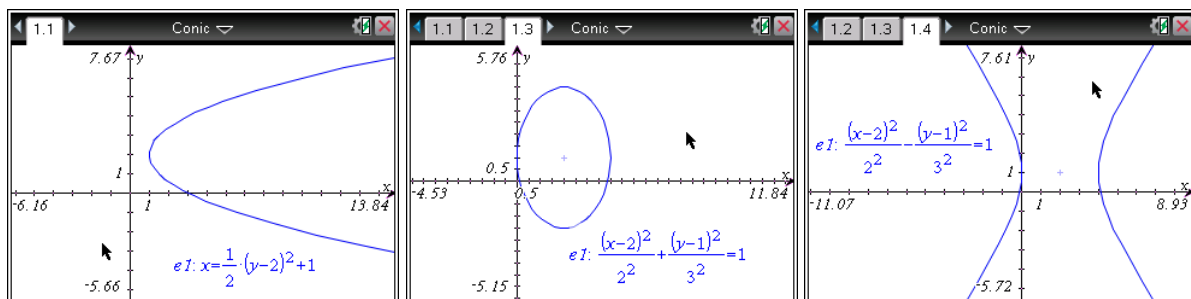 1.1 Conic
7.67 y
1
x
-6.16 1 13.84
e1: x=1/2·(y-2)^2+1
-5.66
1.1 1.2 1.3 Conic
5.76 y
0.5
x
-4.53 0.5 11.84
e1: (x-2)^2/2^2+(y-1)^2/3^2=1
-5.15
1.2 1.3 1.4 Conic
7.61 y
e1: (x-2)^2/2^2-(y-1)^2/3^2=1
1
x
-11.07 1 8.93
-5.72